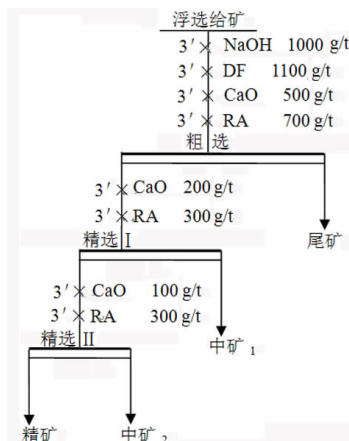 浮选给矿
3′ NaOH 1000 g/t
3′ DF 1100 g/t
3′ CaO 500 g/t
3′ RA 700 g/t
粗选
3′ CaO 200 g/t
3′ RA 300 g/t
精选 I
尾矿
3′ CaO 100 g/t
3′ RA 300 g/t
精选 II
中矿 1
精矿
中矿 2